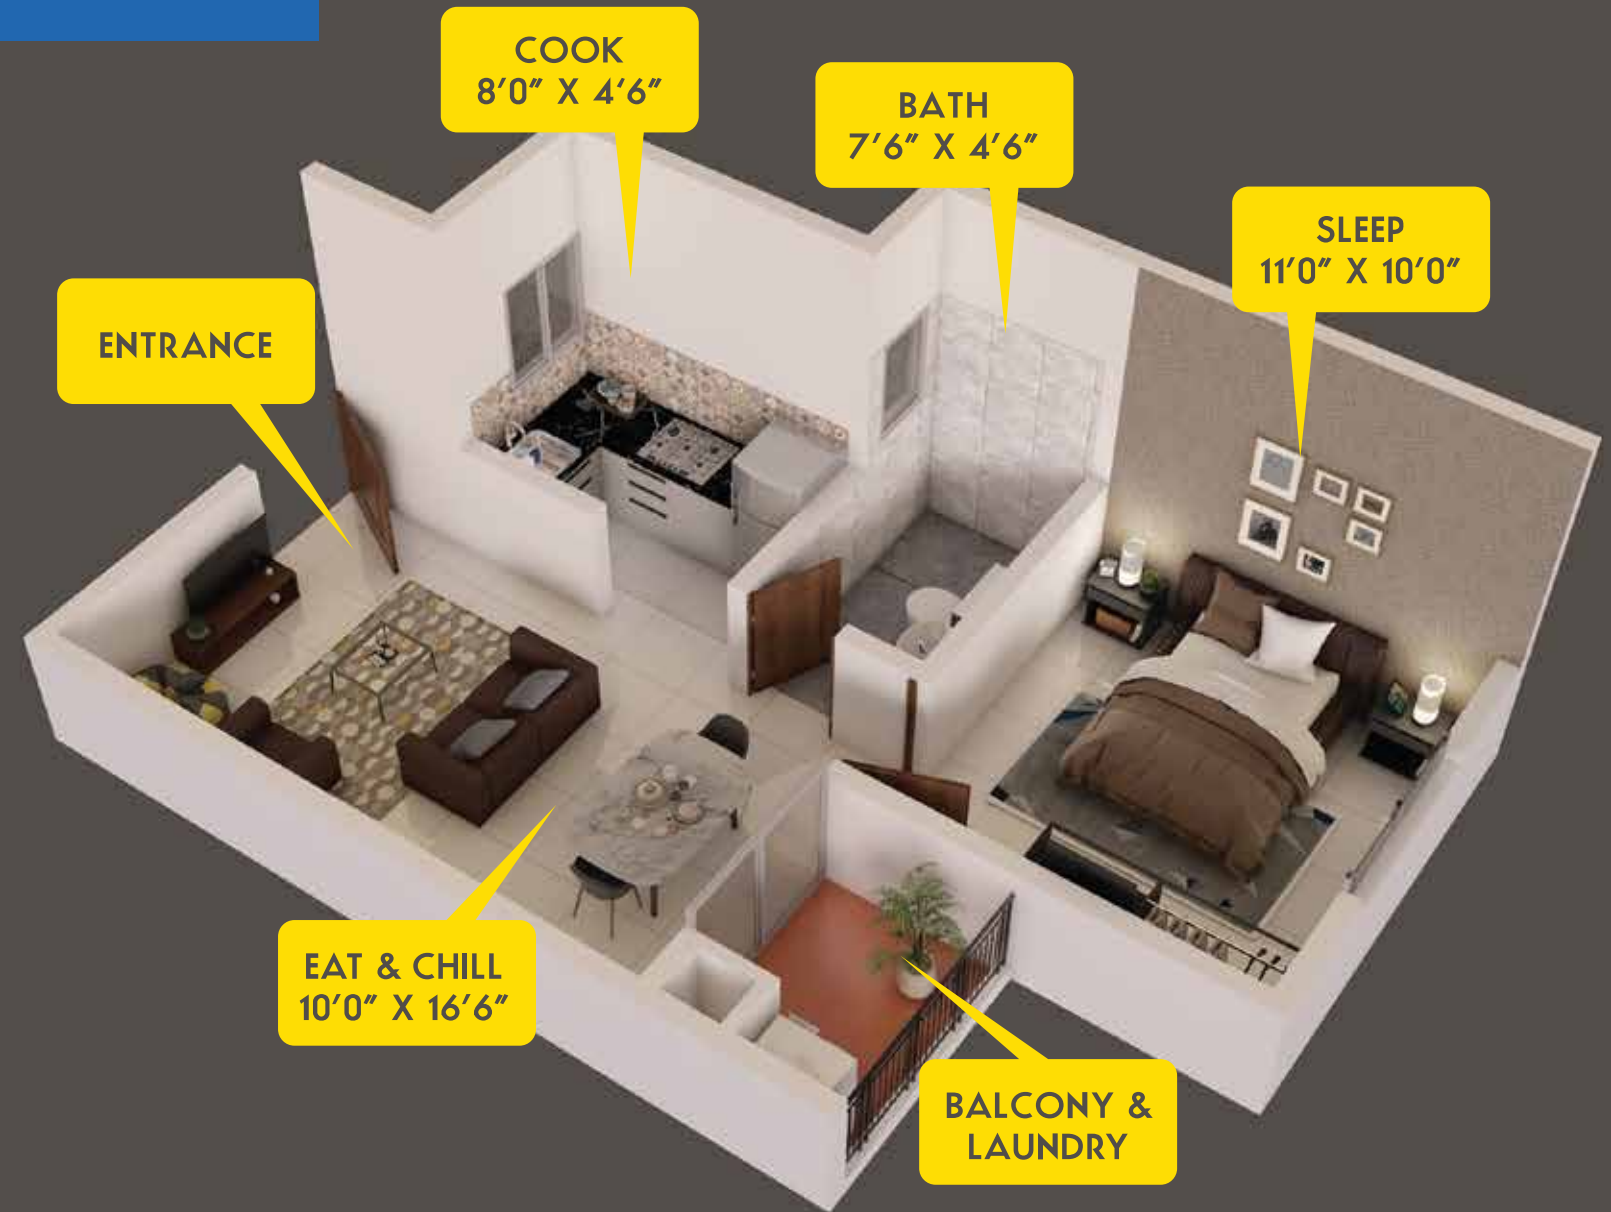 COOK
8'0" X 4'6"
BATH
7'6" X 4'6"
SLEEP
11'0" X 10'0"
ENTRANCE
EAT & CHILL
10'0" X 16'6"
BALCONY &
LAUNDRY